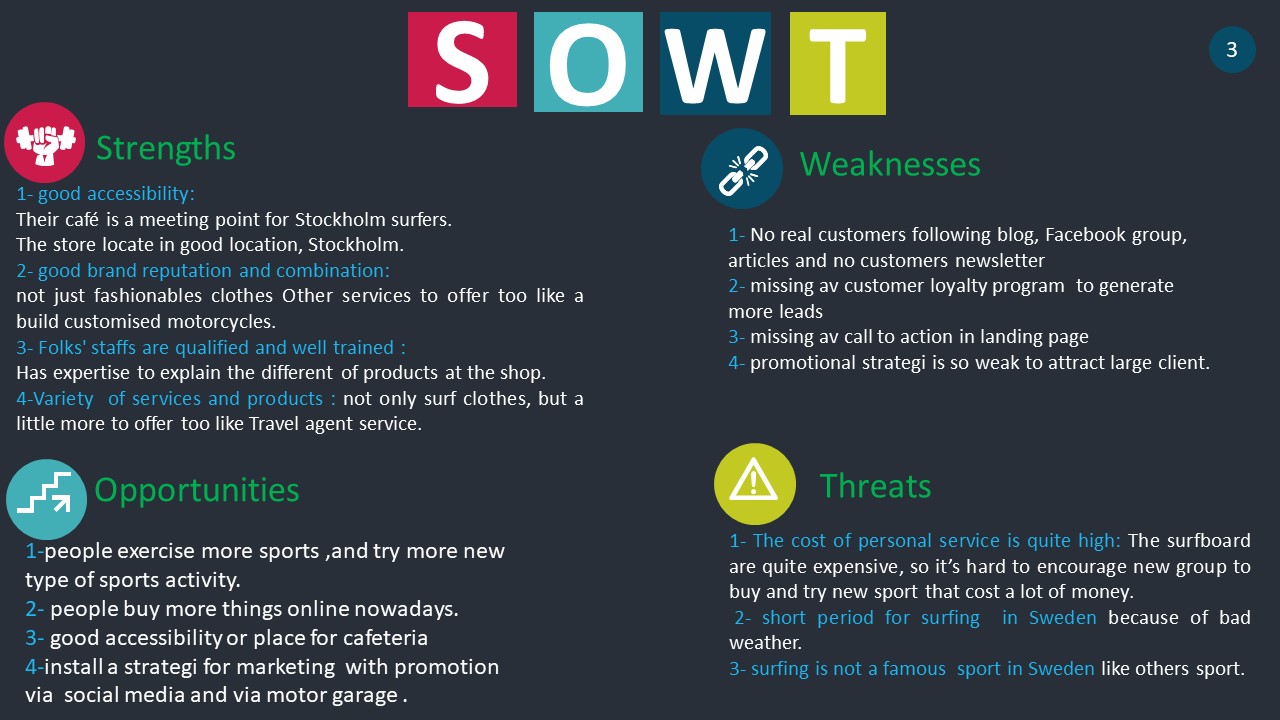 S O W T
3
Strengths
1- good accessibility:
Their café is a meeting point for Stockholm surfers.
The store locate in good location, Stockholm.
2- good brand reputation and combination:
not just fashionables clothes Other services to offer too like a
build customised motorcycles.
3- Folks' staffs are qualified and well trained :
Has expertise to explain the different of products at the shop.
4-Variety of services and products : not only surf clothes, but a
little more to offer too like Travel agent service.
Weaknesses
1- No real customers following blog, Facebook group,
articles and no customers newsletter
2- missing av customer loyalty program to generate
more leads
3- missing av call to action in landing page
4- promotional strategi is so weak to attract large client.
Opportunities
1-people exercise more sports ,and try more new
type of sports activity.
2- people buy more things online nowadays.
3- good accessibility or place for cafeteria
4-install a strategi for marketing with promotion
via social media and via motor garage .
Threats
1- The cost of personal service is quite high: The surfboard
are quite expensive, so it’s hard to encourage new group to
buy and try new sport that cost a lot of money.
2- short period for surfing in Sweden because of bad
weather.
3- surfing is not a famous sport in Sweden like others sport.